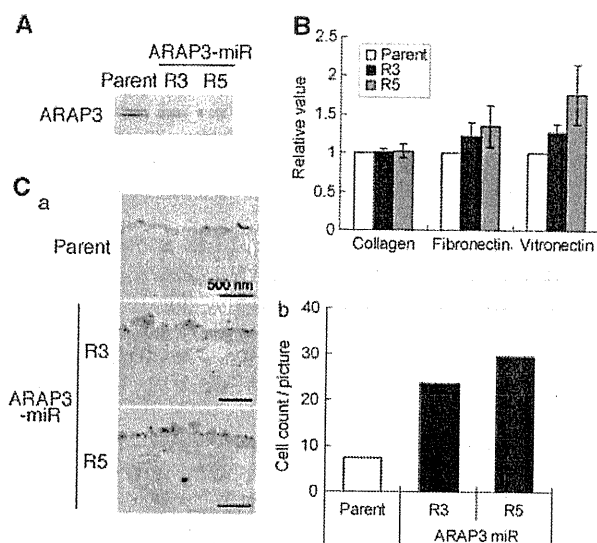 A
ARAP3-miR
Parent R3 R5
ARAP3
B
Relative value
2.5
2
1.5
1
0.5
0
Parent
R3
R5
Collagen Fibronectin Vitronectin
C
a
Parent
500 nm
R3
ARAP3
-miR
R5
b
Cell count / picture
40
30
20
10
0
Parent R3 R5
ARAP3 miR